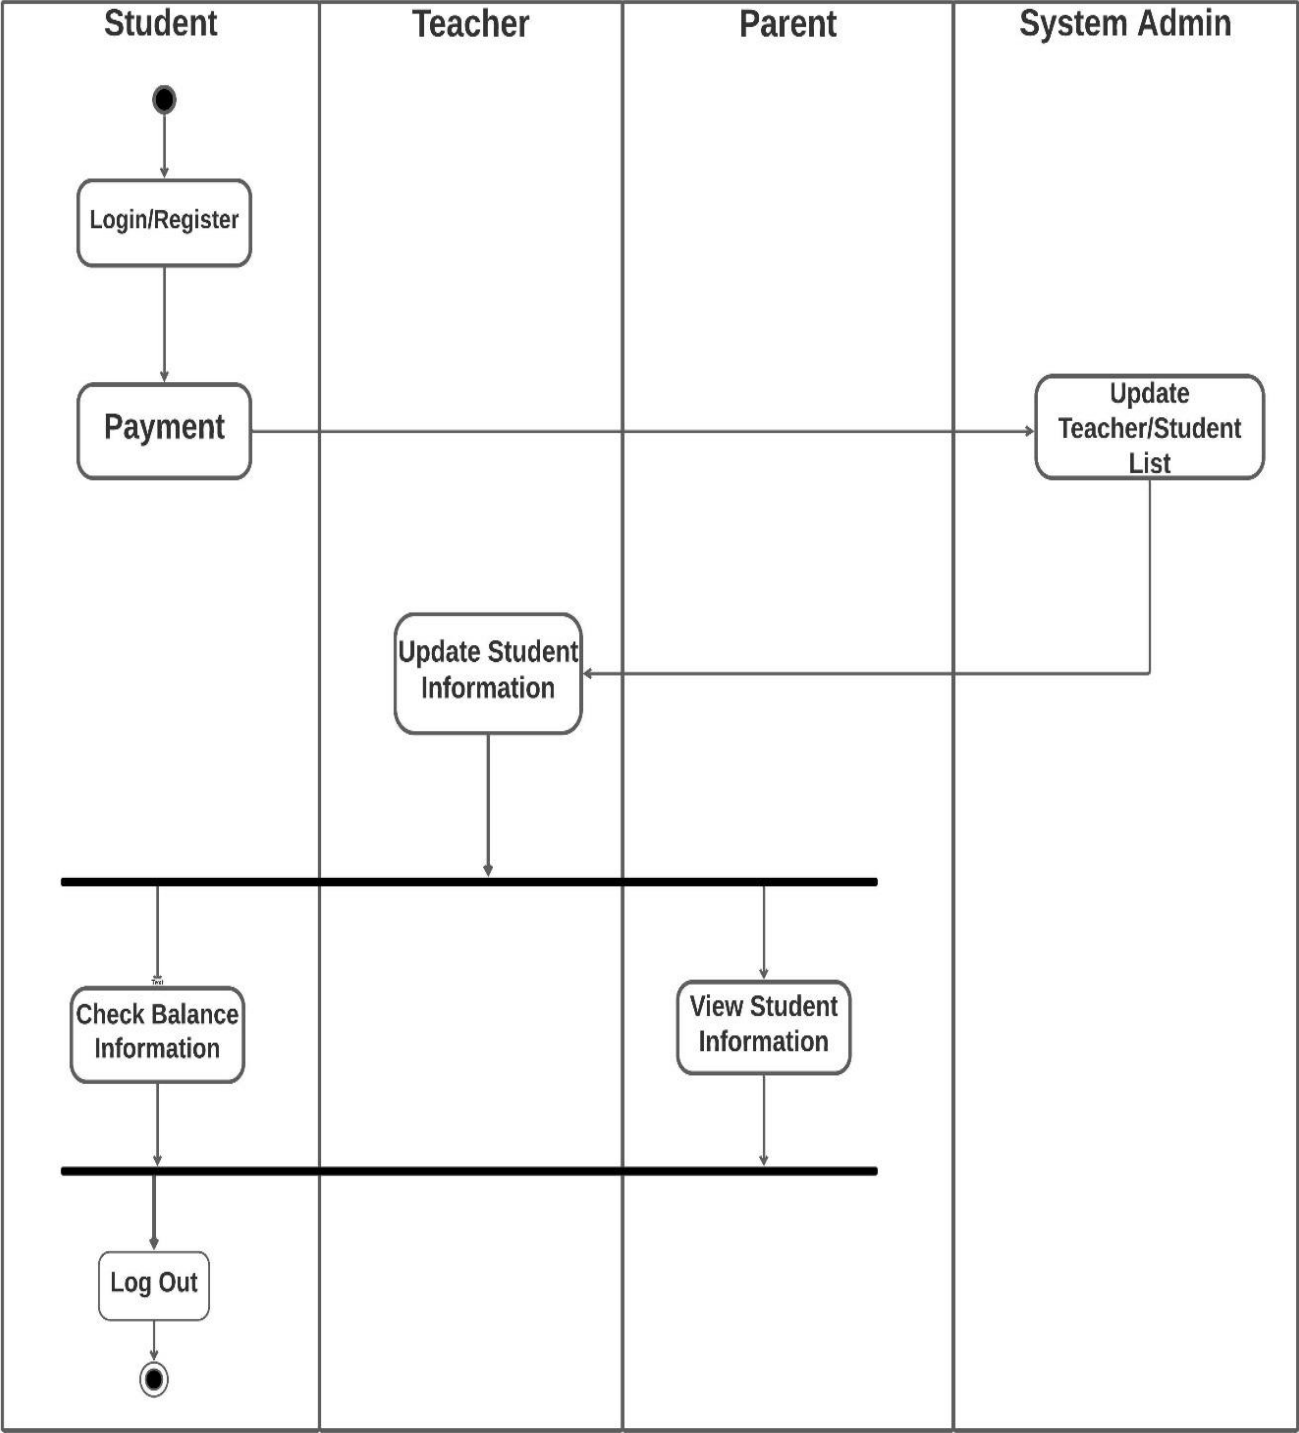 Student
Teacher
Parent
System Admin
Login/Register
Payment
Update
Teacher/Student
List
Update Student
Information
Text
Check Balance
Information
View Student
Information
Log Out